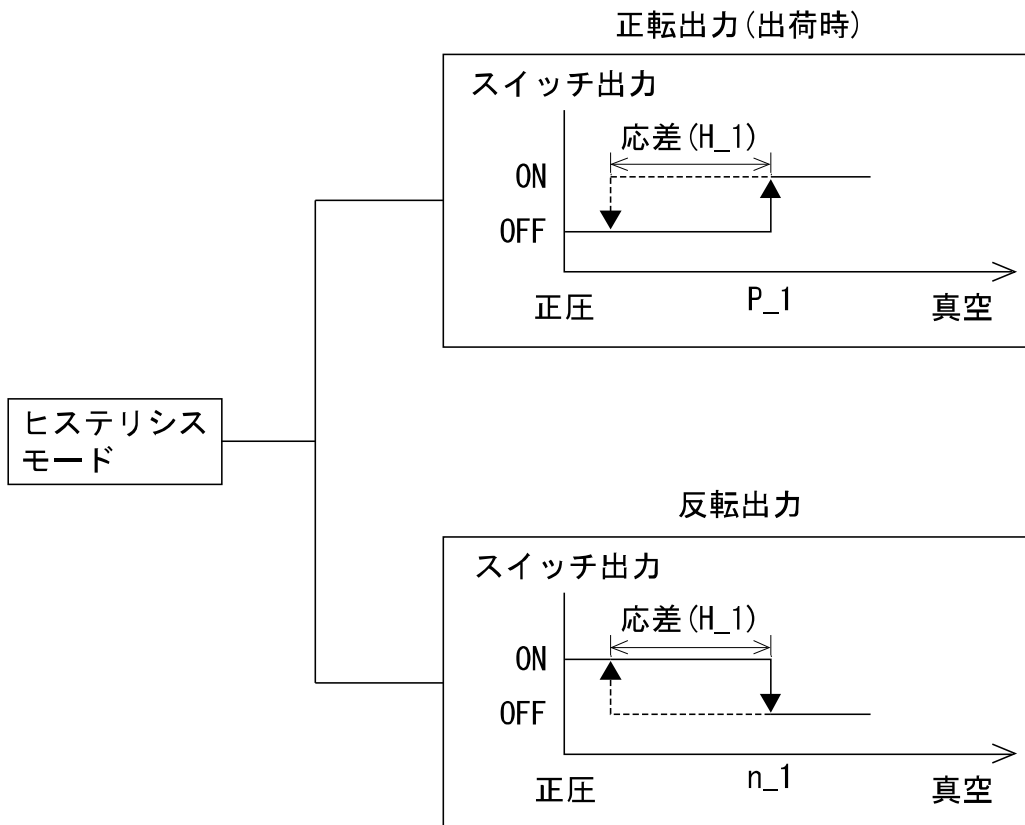 正転出力(出荷時)
スイッチ出力
応差(H_1)
ON
OFF
P_1
正圧
真空
ヒステリシス
モード
反転出力
スイッチ出力
応差(H_1)
ON
OFF
n_1
正圧
真空